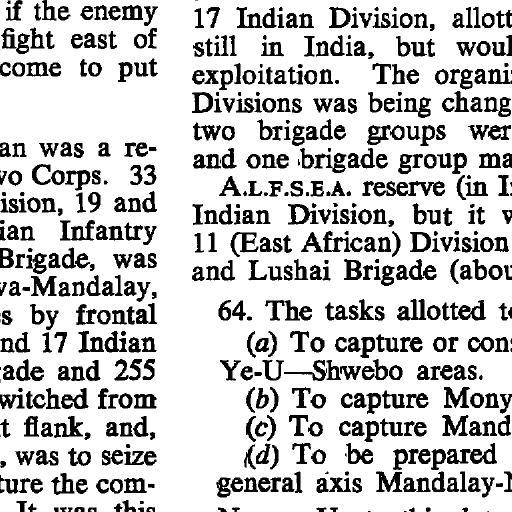 if the enemy
fight east of
come to put
an was a re-
vo Corps. 33
ision, 19 and
ian Infantry
Brigade, was
va-Mandalay,
s by frontal
nd 17 Indian
gade and 255
witched from
t flank, and,
, was to seize
ture the com-
It was this
17 Indian Division, allott
still in India, but woul
exploitation. The organi
Divisions was being chang
two brigade groups wer
and one brigade group ma
A.L.F.S.E.A. reserve (in I
Indian Division, but it w
11 (East African) Division
and Lushai Brigade (abou
64. The tasks allotted t
(a) To capture or cons
Ye-U—Shwebo areas.
(b) To capture Mony
(c) To capture Mand
(d) To be prepared
general axis Mandalay-